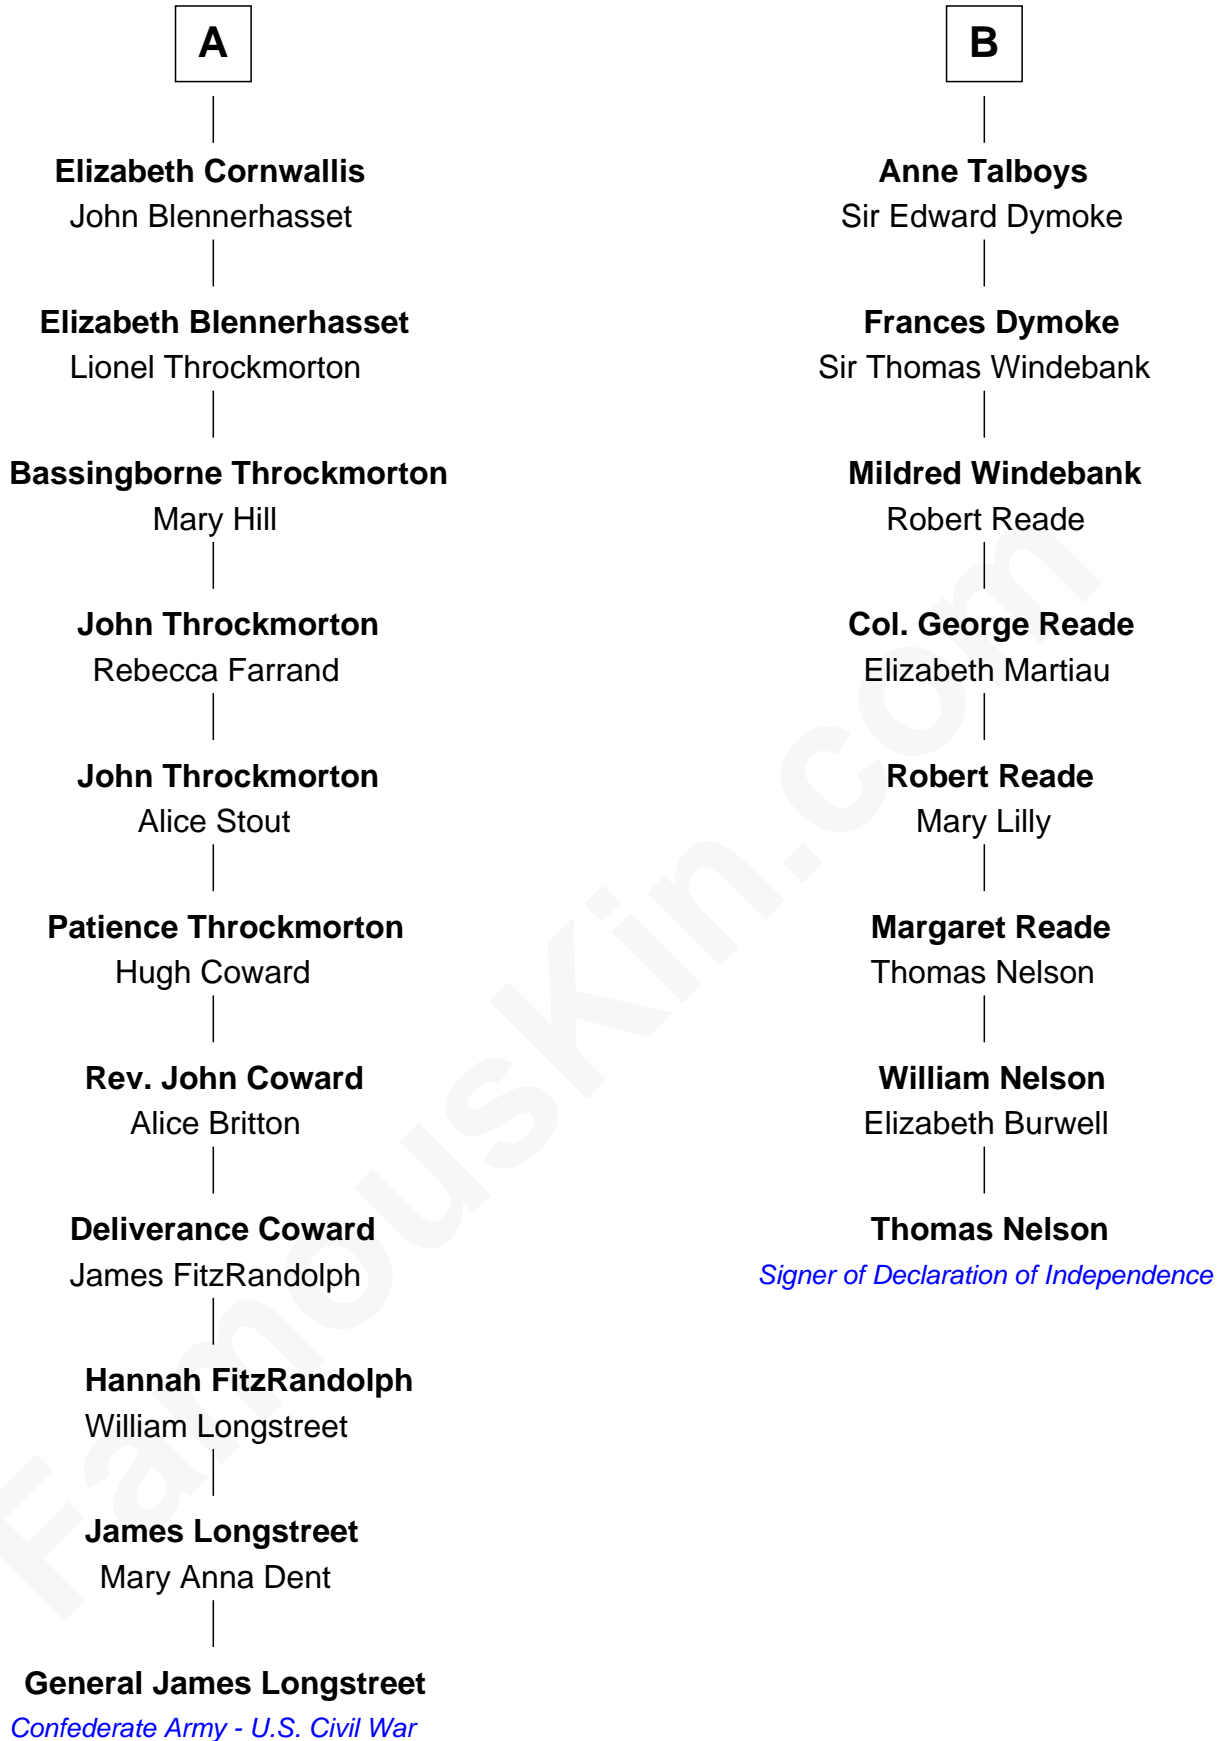 A
Elizabeth Cornwallis
John Blennerhasset
Elizabeth Blennerhasset
Lionel Throckmorton
Bassingborne Throckmorton
Mary Hill
John Throckmorton
Rebecca Farrand
John Throckmorton
Alice Stout
Patience Throckmorton
Hugh Coward
Rev. John Coward
Alice Britton
Deliverance Coward
James FitzRandolph
Hannah FitzRandolph
William Longstreet
James Longstreet
Mary Anna Dent
General James Longstreet
Confederate Army - U.S. Civil War
B
Anne Talboys
Sir Edward Dymoke
Frances Dymoke
Sir Thomas Windebank
Mildred Windebank
Robert Reade
Col. George Reade
Elizabeth Martiau
Robert Reade
Mary Lilly
Margaret Reade
Thomas Nelson
William Nelson
Elizabeth Burwell
Thomas Nelson
Signer of Declaration of Independence
FamousKin.com